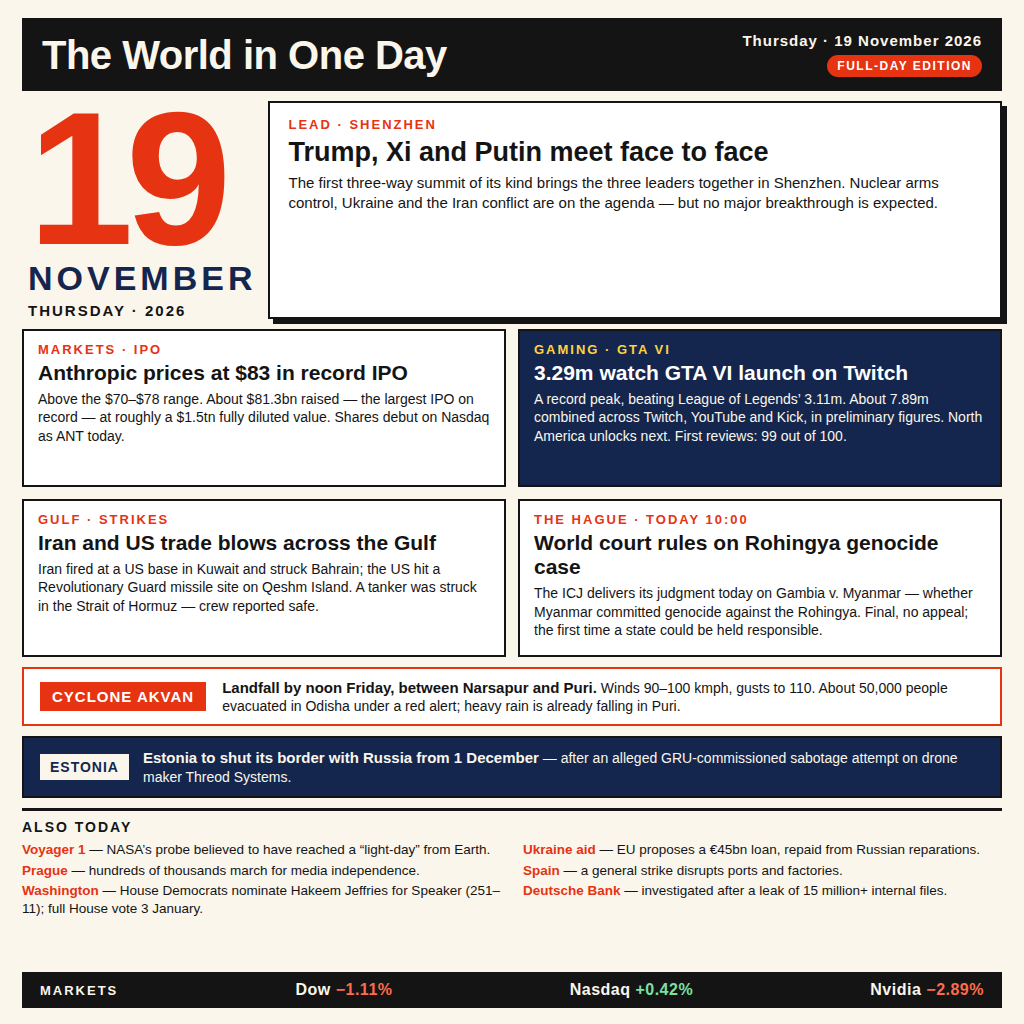 The World in One Day
Thursday · 19 November 2026
FULL-DAY EDITION
19
NOVEMBER
THURSDAY · 2026
LEAD · SHENZHEN
Trump, Xi and Putin meet face to face
The first three-way summit of its kind brings the three leaders together in Shenzhen. Nuclear arms
control, Ukraine and the Iran conflict are on the agenda — but no major breakthrough is expected.
MARKETS · IPO
Anthropic prices at $83 in record IPO
Above the $70–$78 range. About $81.3bn raised — the largest IPO on
record — at roughly a $1.5tn fully diluted value. Shares debut on Nasdaq
as ANT today.
GAMING · GTA VI
3.29m watch GTA VI launch on Twitch
A record peak, beating League of Legends’ 3.11m. About 7.89m
combined across Twitch, YouTube and Kick, in preliminary figures. North
America unlocks next. First reviews: 99 out of 100.
GULF · STRIKES
Iran and US trade blows across the Gulf
Iran fired at a US base in Kuwait and struck Bahrain; the US hit a
Revolutionary Guard missile site on Qeshm Island. A tanker was struck
in the Strait of Hormuz — crew reported safe.
THE HAGUE · TODAY 10:00
World court rules on Rohingya genocide
case
The ICJ delivers its judgment today on Gambia v. Myanmar — whether
Myanmar committed genocide against the Rohingya. Final, no appeal;
the first time a state could be held responsible.
CYCLONE AKVAN
Landfall by noon Friday, between Narsapur and Puri. Winds 90–100 kmph, gusts to 110. About 50,000 people
evacuated in Odisha under a red alert; heavy rain is already falling in Puri.
ESTONIA
Estonia to shut its border with Russia from 1 December — after an alleged GRU-commissioned sabotage attempt on drone
maker Threod Systems.
ALSO TODAY
Voyager 1 — NASA’s probe believed to have reached a “light-day” from Earth.
Prague — hundreds of thousands march for media independence.
Washington — House Democrats nominate Hakeem Jeffries for Speaker (251–
11); full House vote 3 January.
Ukraine aid — EU proposes a €45bn loan, repaid from Russian reparations.
Spain — a general strike disrupts ports and factories.
Deutsche Bank — investigated after a leak of 15 million+ internal files.
MARKETS
Dow −1.11%
Nasdaq +0.42%
Nvidia −2.89%